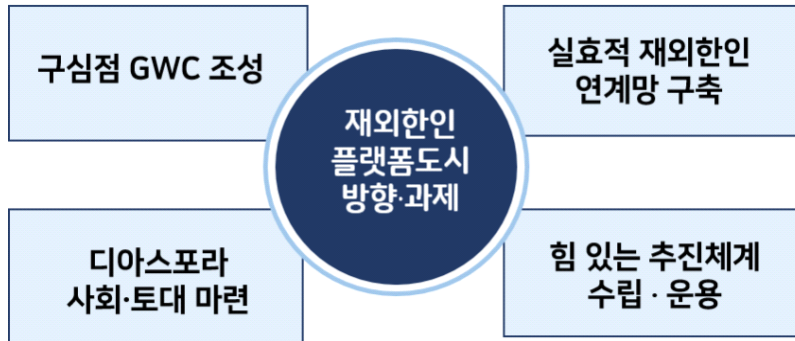 구심점 GWC 조성
실효적 재외한인
연계망 구축
재외한인
플랫폼도시
방향·과제
디아스포라
사회·토대 마련
힘 있는 추진체계
수립 · 운용